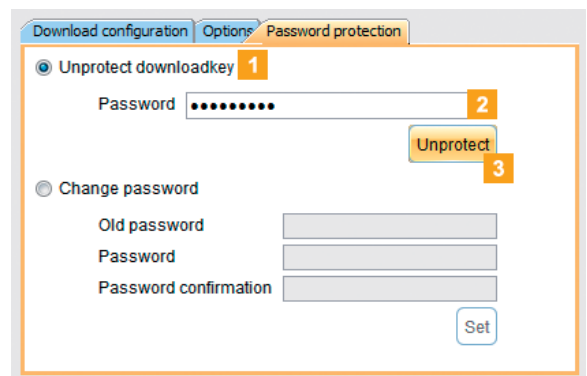 Download configuration Options Password protection
Unprotect downloadkey 1
Password ••••••••• 2
Unprotect
3
Change password
Old password
Password
Password confirmation
Set